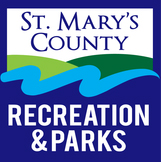 ST. MARY'S
COUNTY
RECREATION
& PARKS